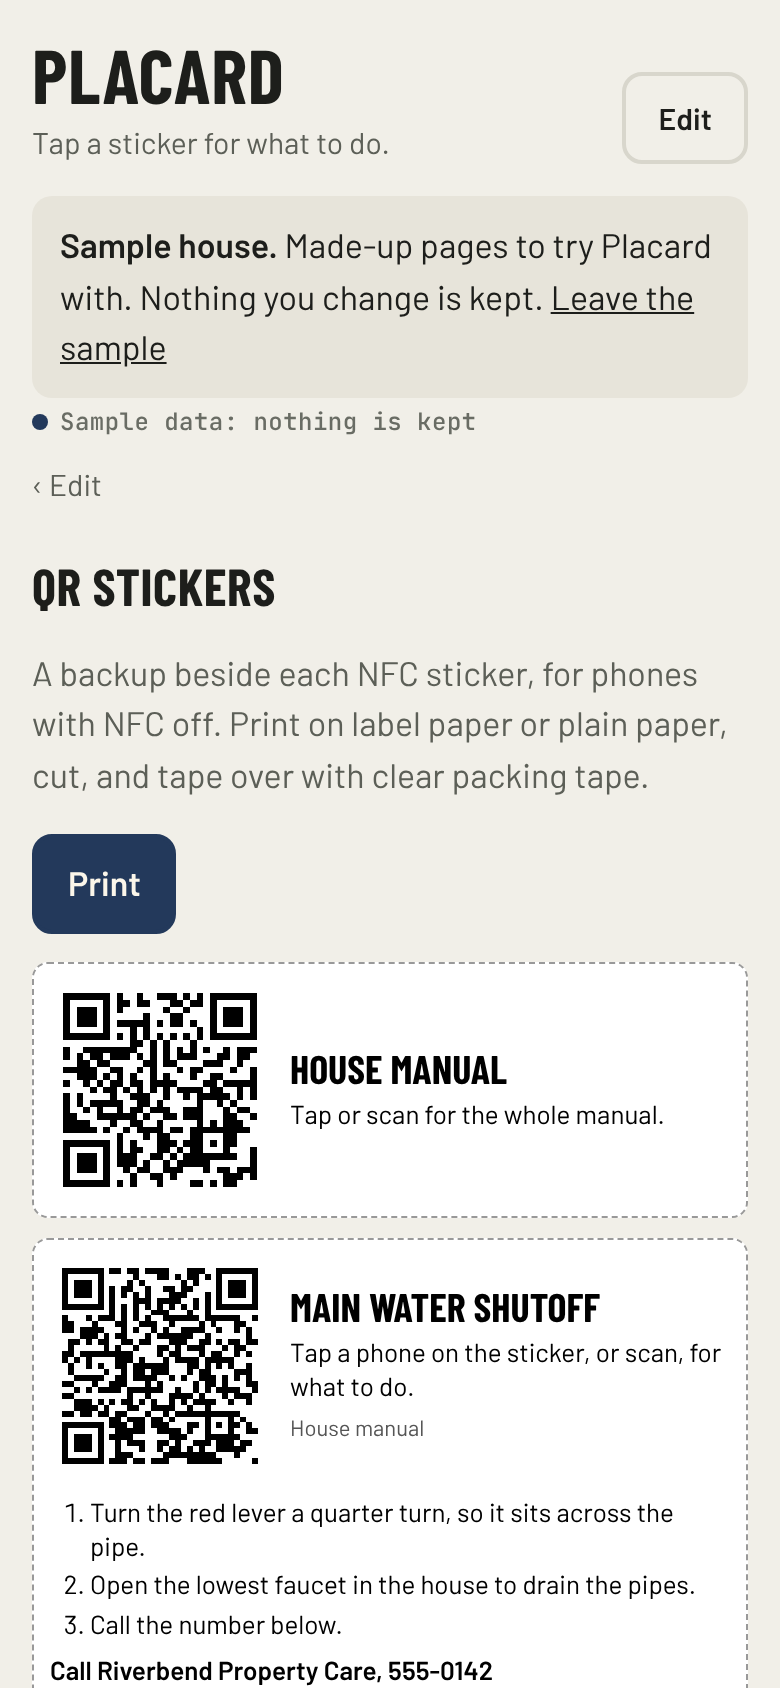 PLACARD
Tap a sticker for what to do.
Edit
Sample house. Made-up pages to try Placard
with. Nothing you change is kept. Leave the
sample
Sample data: nothing is kept
‹ Edit
QR STICKERS
A backup beside each NFC sticker, for phones
with NFC off. Print on label paper or plain paper,
cut, and tape over with clear packing tape.
Print
HOUSE MANUAL
Tap or scan for the whole manual.
MAIN WATER SHUTOFF
Tap a phone on the sticker, or scan, for
what to do.
House manual
1. Turn the red lever a quarter turn, so it sits across the
pipe.
2. Open the lowest faucet in the house to drain the pipes.
3. Call the number below.
Call Riverbend Property Care, 555-0142